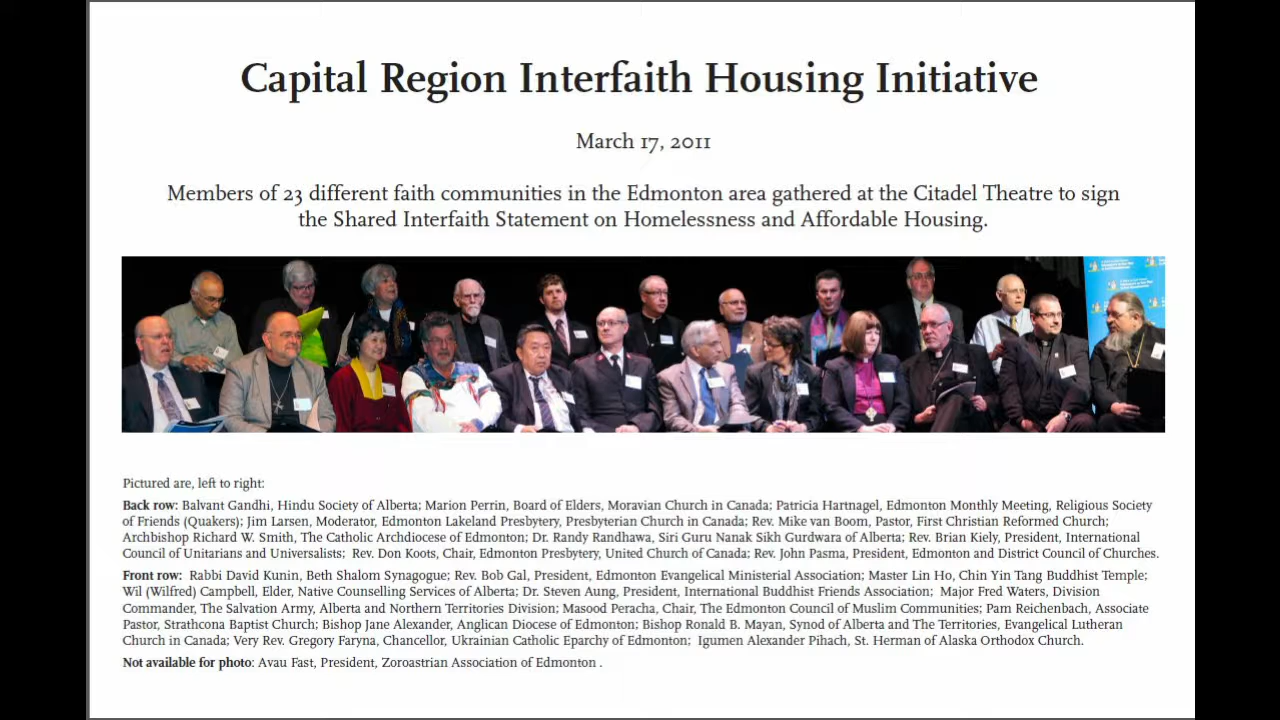 Capital Region Interfaith Housing Initiative
March 17, 2011
Members of 23 different faith communities in the Edmonton area gathered at the Citadel Theatre to sign
the Shared Interfaith Statement on Homelessness and Affordable Housing.
Pictured are, left to right:
Back row: Balvant Gandhi, Hindu Society of Alberta; Marion Perrin, Board of Elders, Moravian Church in Canada; Patricia Hartnagel, Edmonton Monthly Meeting, Religious Society
of Friends (Quakers); Jim Larsen, Moderator, Edmonton Lakeland Presbytery, Presbyterian Church in Canada; Rev. Mike van Boom, Pastor, First Christian Reformed Church;
Archbishop Richard W. Smith, The Catholic Archdiocese of Edmonton; Dr. Randy Randhawa, Siri Guru Nanak Sikh Gurdwara of Alberta; Rev. Brian Kiely, President, International
Council of Unitarians and Universalists; Rev. Don Koots, Chair, Edmonton Presbytery, United Church of Canada; Rev. John Pasma, President, Edmonton and District Council of Churches.
Front row: Rabbi David Kunin, Beth Shalom Synagogue; Rev. Bob Gal, President, Edmonton Evangelical Ministerial Association; Master Lin Ho, Chin Yin Tang Buddhist Temple;
Wil (Wilfred) Campbell, Elder, Native Counselling Services of Alberta; Dr. Steven Aung, President, International Buddhist Friends Association; Major Fred Waters, Division
Commander, The Salvation Army, Alberta and Northern Territories Division; Masood Peracha, Chair, The Edmonton Council of Muslim Communities; Pam Reichenbach, Associate
Pastor, Strathcona Baptist Church; Bishop Jane Alexander, Anglican Diocese of Edmonton; Bishop Ronald B. Mayan, Synod of Alberta and The Territories, Evangelical Lutheran
Church in Canada; Very Rev. Gregory Faryna, Chancellor, Ukrainian Catholic Eparchy of Edmonton; Igumen Alexander Pihach, St. Herman of Alaska Orthodox Church.
Not available for photo: Avau Fast, President, Zoroastrian Association of Edmonton .